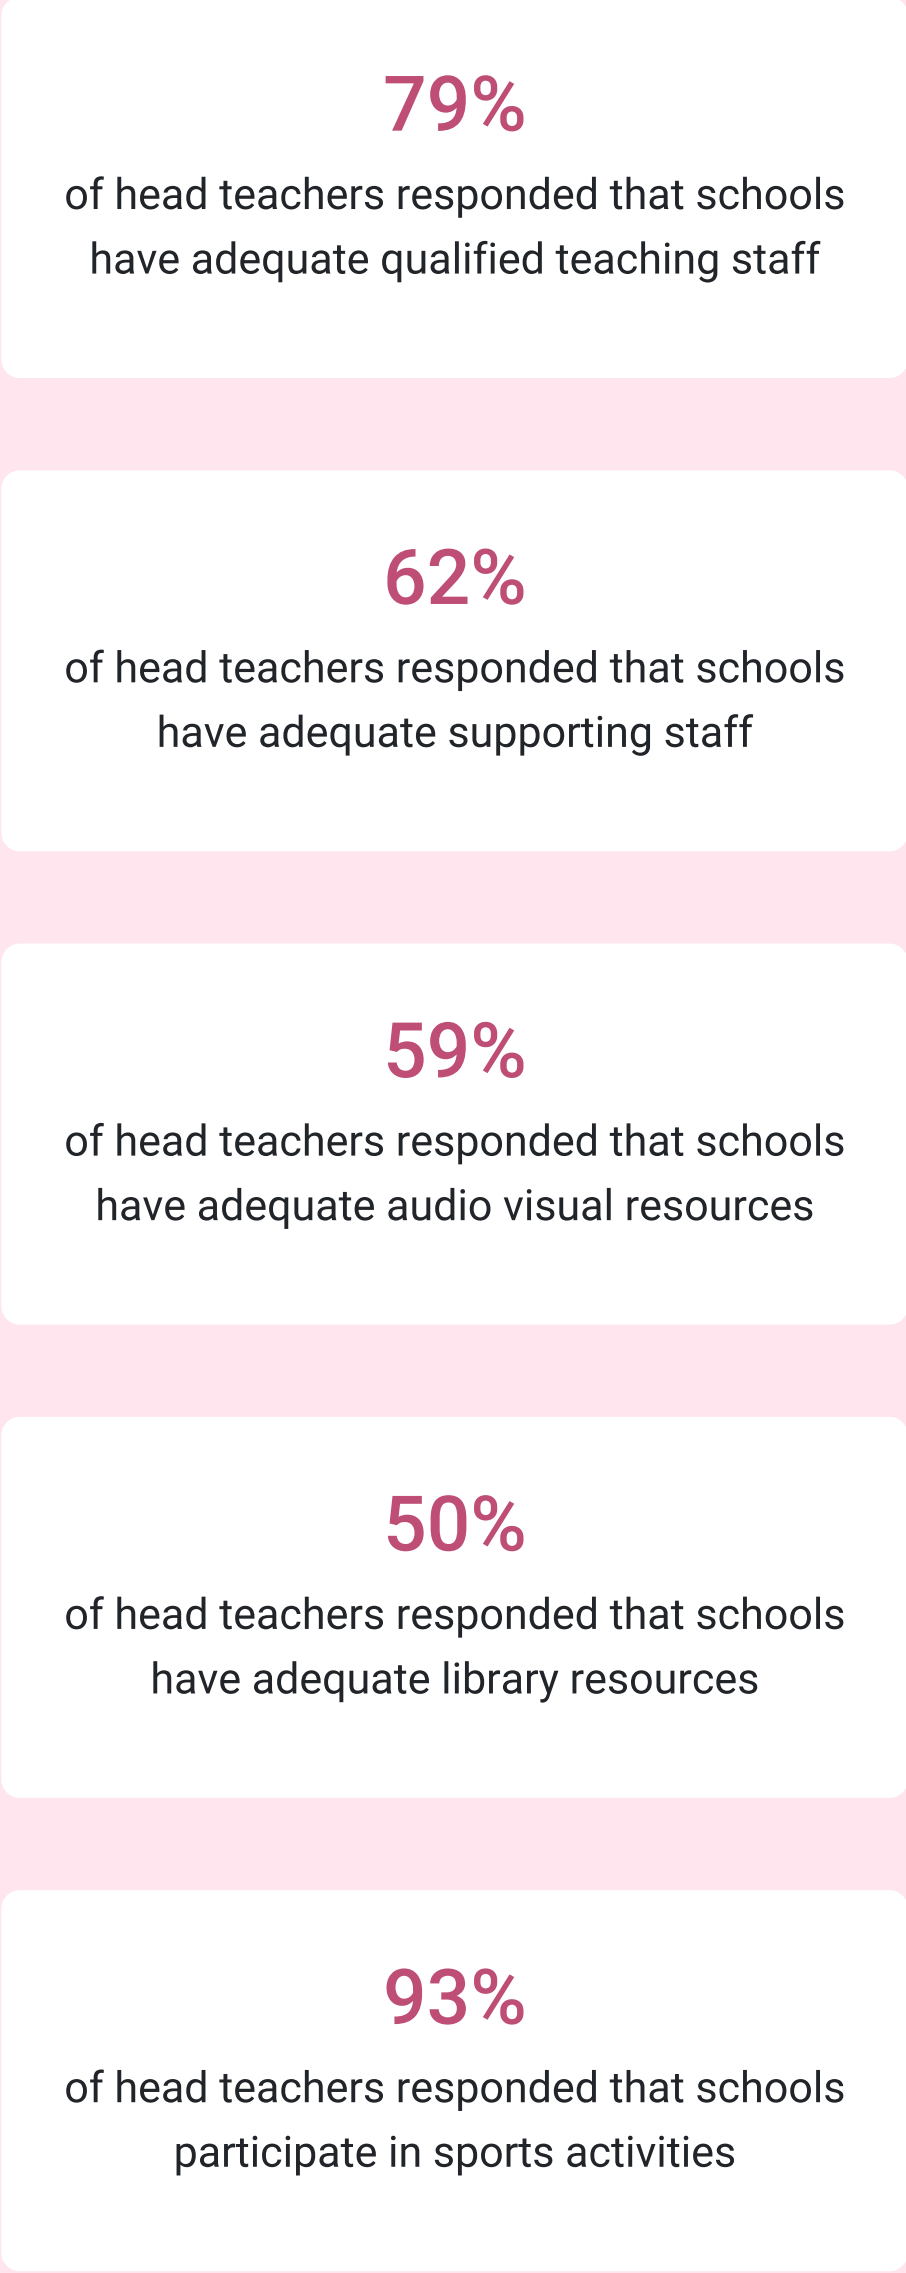 79%
of head teachers responded that schools
have adequate qualified teaching staff
62%
of head teachers responded that schools
have adequate supporting staff
59%
of head teachers responded that schools
have adequate audio visual resources
50%
of head teachers responded that schools
have adequate library resources
93%
of head teachers responded that schools
participate in sports activities